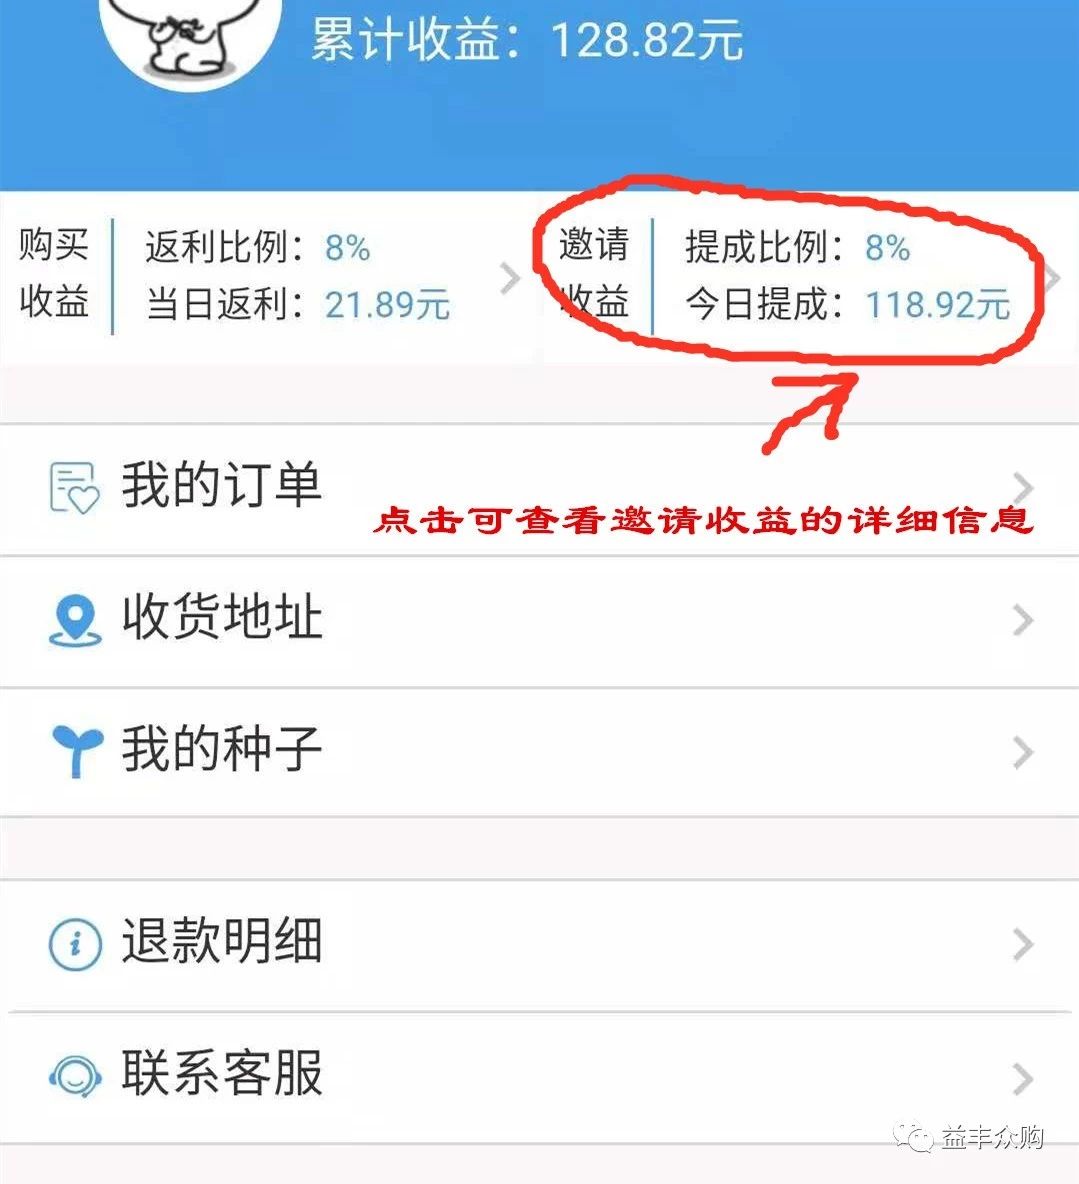 累计收益：128.82元
购买
收益
返利比例：8%
当日返利：21.89元
邀请
收益
提成比例：8%
今日提成：118.92元
我的订单
点击可查看邀请收益的详细信息
收货地址
我的种子
退款明细
联系客服
益丰众购